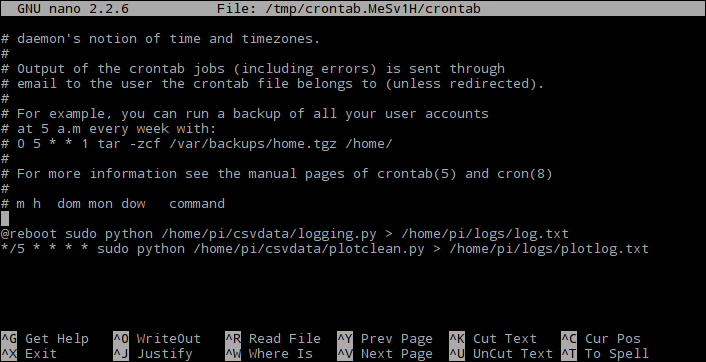 GNU nano 2.2.6 File: /tmp/crontab.MeSv1H/crontab
# daemon's notion of time and timezones.
#
# Output of the crontab jobs (including errors) is sent through
# email to the user the crontab file belongs to (unless redirected).
#
# For example, you can run a backup of all your user accounts
# at 5 a.m every week with:
# 0 5 * * 1 tar -zcf /var/backups/home.tgz /home/
#
# For more information see the manual pages of crontab(5) and cron(8)
#
# m h  dom mon dow   command
@reboot sudo python /home/pi/csvdata/logging.py > /home/pi/logs/log.txt
*/5 * * * * sudo python /home/pi/csvdata/plotclean.py > /home/pi/logs/plotlog.txt
^G Get Help ^O WriteOut ^R Read File ^Y Prev Page ^K Cut Text ^C Cur Pos
^X Exit ^J Justify ^W Where Is ^V Next Page ^U UnCut Text ^T To Spell